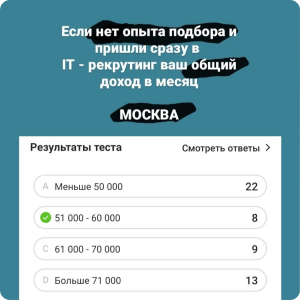 Если нет опыта подбора и
пришли сразу в
IT - рекрутинг ваш общий
доход в месяц
МОСКВА
Результаты теста
Смотреть ответы >
A Меньше 50 000 22
51 000 - 60 000 8
C 61 000 - 70 000 9
D Больше 71 000 13